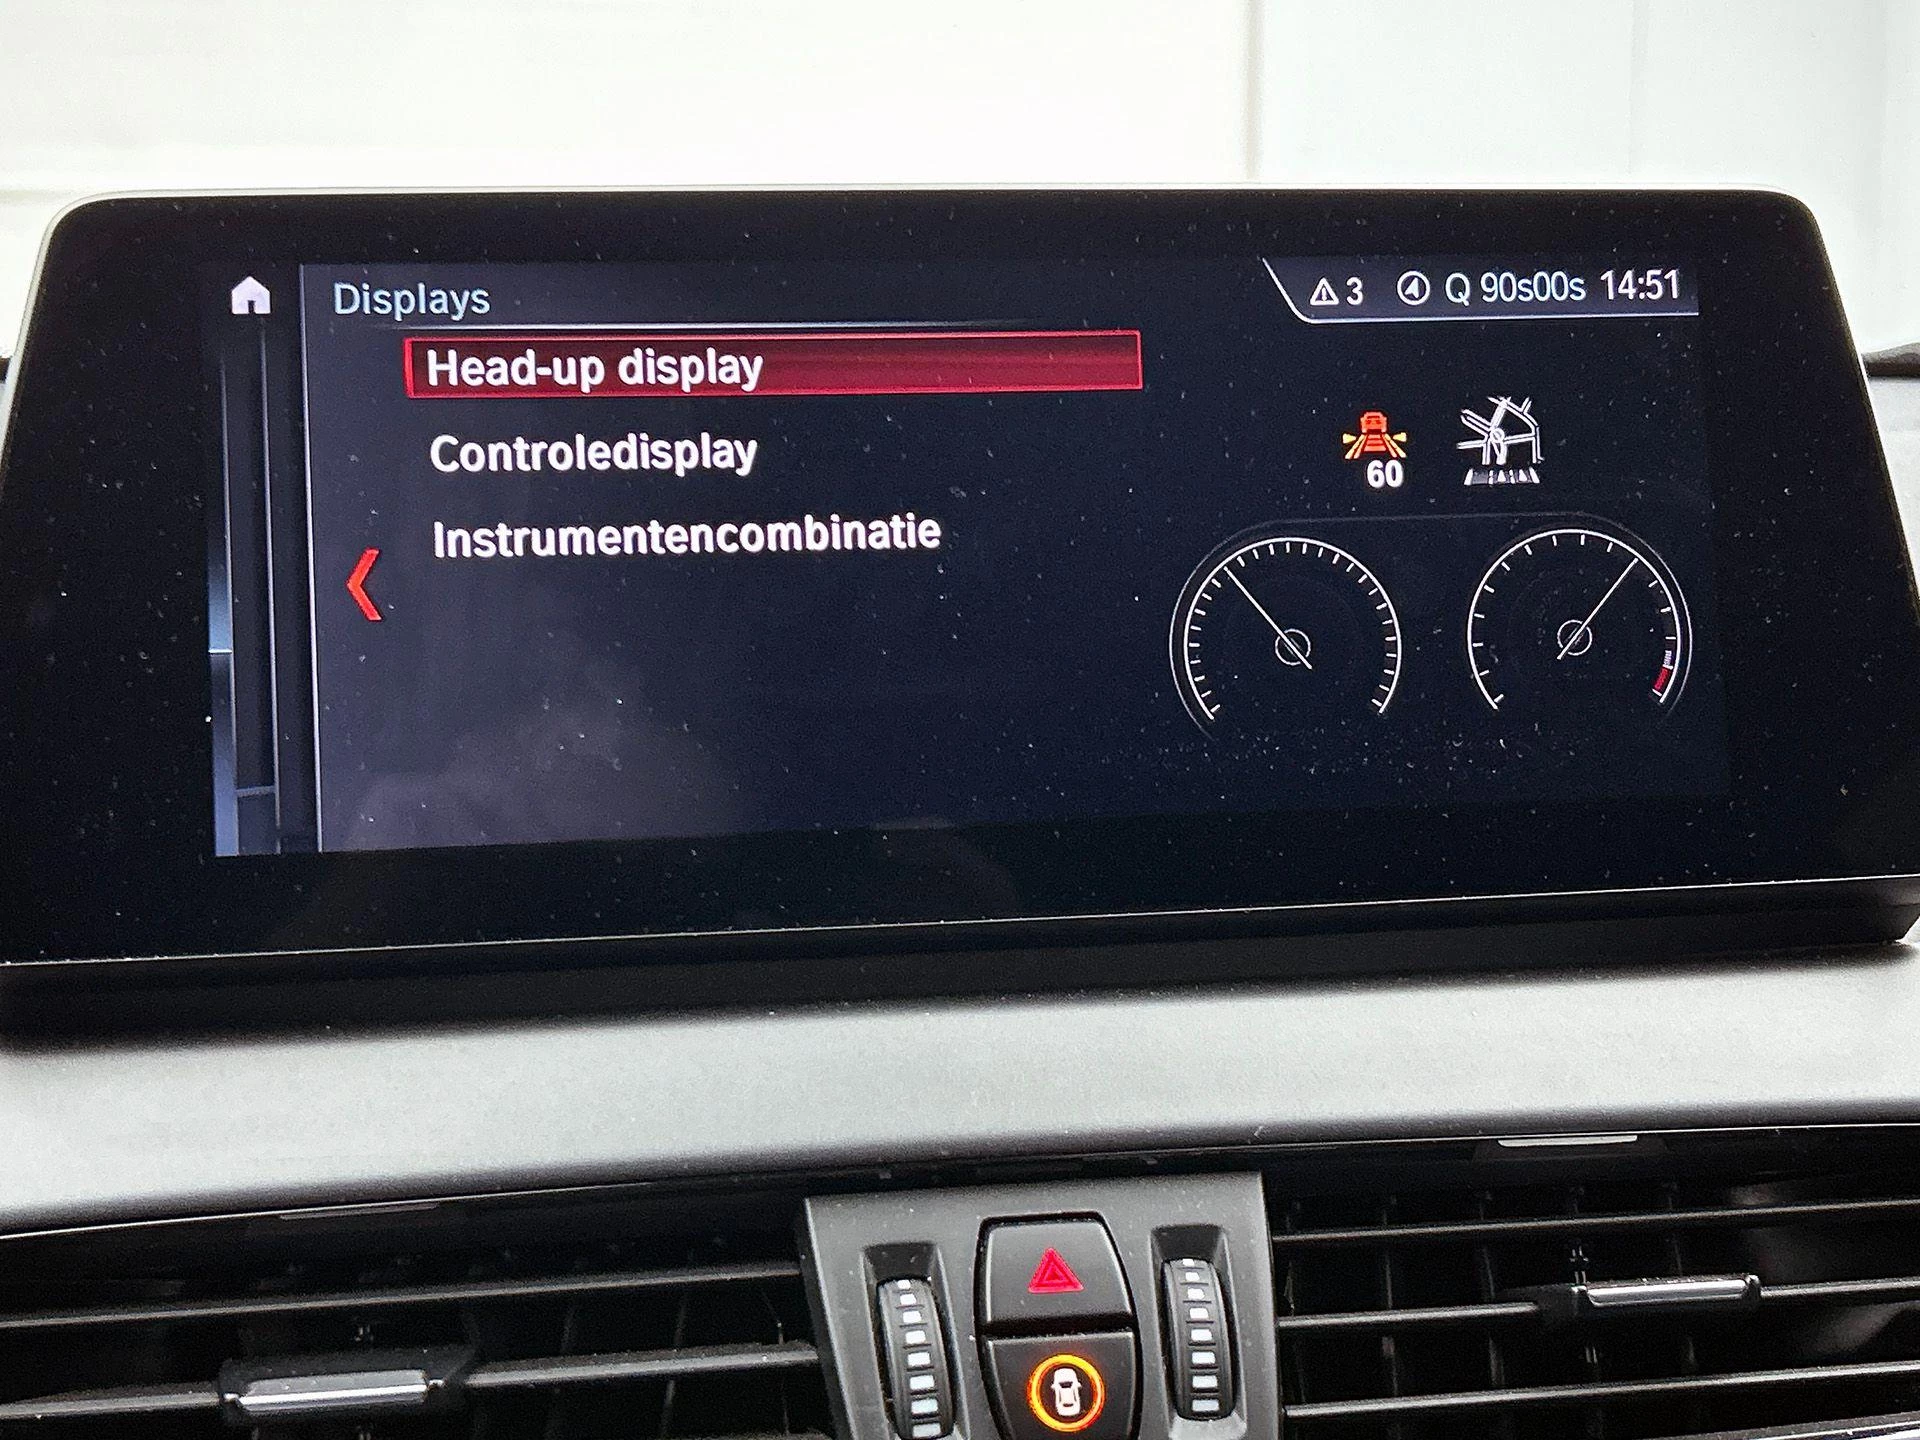 Displays
3 Q 90s00s 14:51
Head-up display
Controledisplay
Instrumentencombinatie
60